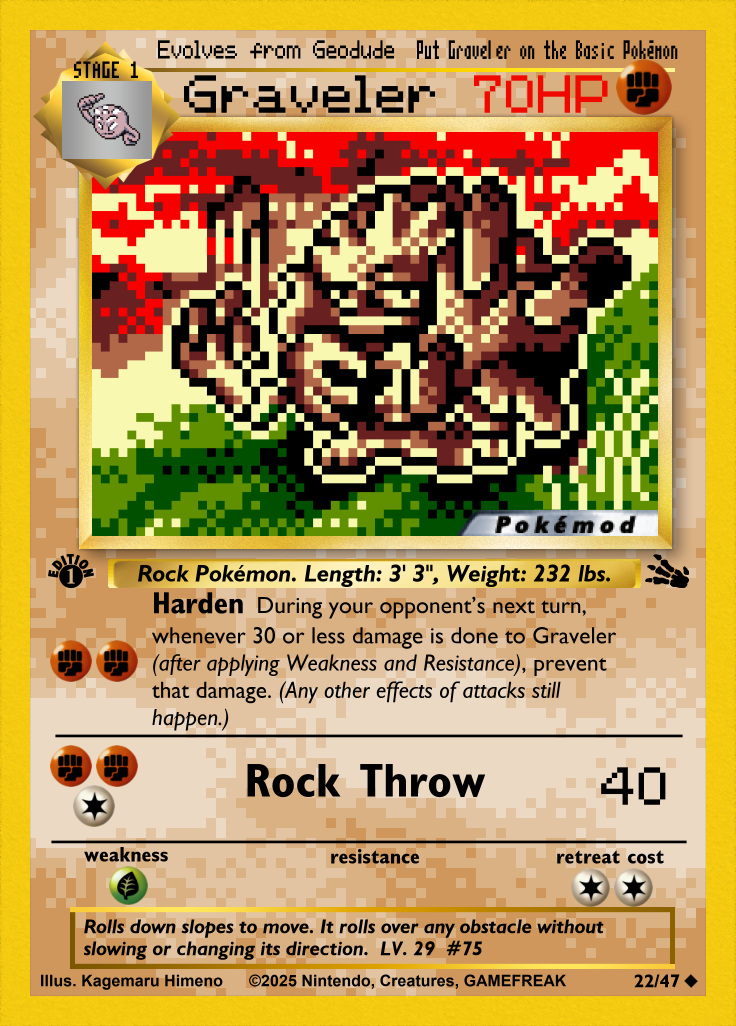 Evolves from Geodude Put Graveler on the Basic Pokémon
STAGE 1
Graveler 70HP
Pokémod
EDITION
1
Rock Pokémon. Length: 3' 3", Weight: 232 lbs.
Harden During your opponent's next turn,
whenever 30 or less damage is done to Graveler
(after applying Weakness and Resistance), prevent
that damage. (Any other effects of attacks still
happen.)
Rock Throw 40
weakness resistance retreat cost
Rolls down slopes to move. It rolls over any obstacle without
slowing or changing its direction. LV. 29 #75
Illus. Kagemaru Himeno ©2025 Nintendo, Creatures, GAMEFREAK 22/47